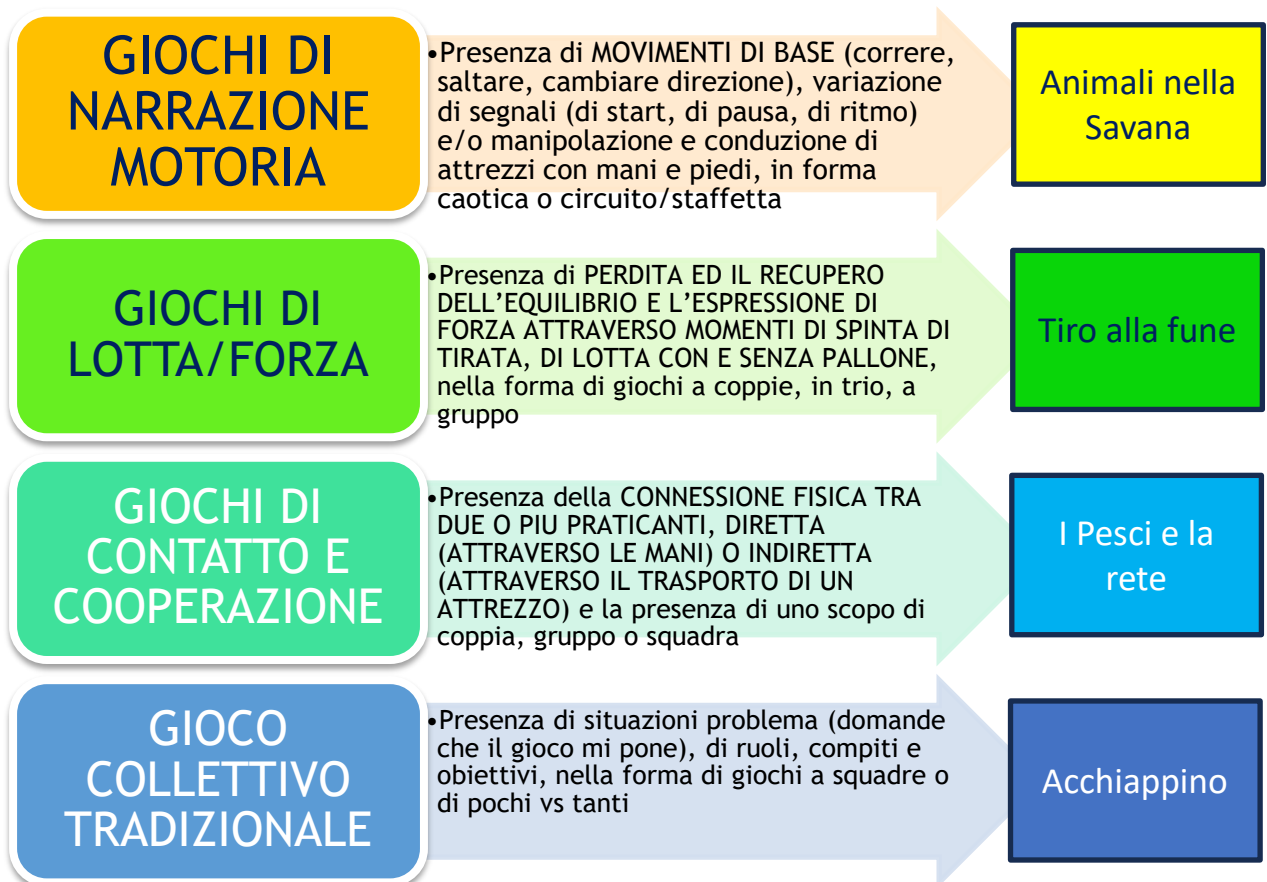 GIOCHI DI
NARRAZIONE
MOTORIA
•Presenza di MOVIMENTI DI BASE (correre,
saltare, cambiare direzione), variazione
di segnali (di start, di pausa, di ritmo)
e/o manipolazione e conduzione di
attrezzi con mani e piedi, in forma
caotica o circuito/staffetta
Animali nella
Savana
GIOCHI DI
LOTTA/FORZA
•Presenza di PERDITA ED IL RECUPERO
DELL'EQUILIBRIO E L'ESPRESSIONE DI
FORZA ATTRAVERSO MOMENTI DI SPINTA DI
TIRATA, DI LOTTA CON E SENZA PALLONE,
nella forma di giochi a coppie, in trio, a
gruppo
Tiro alla fune
GIOCHI DI
CONTATTO E
COOPERAZIONE
•Presenza della CONNESSIONE FISICA TRA
DUE O PIU PRATICANTI, DIRETTA
(ATTRAVERSO LE MANI) O INDIRETTA
(ATTRAVERSO IL TRASPORTO DI UN
ATTREZZO) e la presenza di uno scopo di
coppia, gruppo o squadra
I Pesci e la
rete
GIOCO
COLLETTIVO
TRADIZIONALE
•Presenza di situazioni problema (domande
che il gioco mi pone), di ruoli, compiti e
obiettivi, nella forma di giochi a squadre o
di pochi vs tanti
Acchiappino